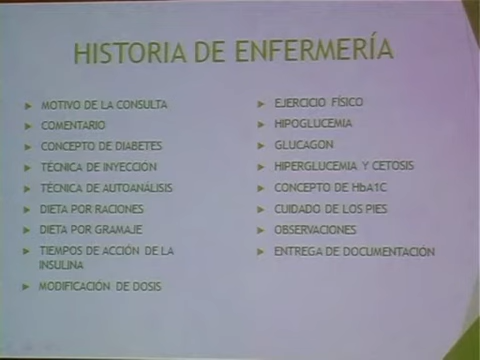 HISTORIA DE ENFERMERÍA
MOTIVO DE LA CONSULTA
COMENTARIO
CONCEPTO DE DIABETES
TÉCNICA DE INYECCIÓN
TÉCNICA DE AUTOANÁLISIS
DIETA POR RACIONES
DIETA POR GRAMAJE
TIEMPOS DE ACCIÓN DE LA
INSULINA
MODIFICACIÓN DE DOSIS
EJERCICIO FÍSICO
HIPOGLUCEMIA
GLUCAGON
HIPERGLUCEMIA Y CETOSIS
CONCEPTO DE HbA1C
CUIDADO DE LOS PIES
OBSERVACIONES
ENTREGA DE DOCUMENTACIÓN